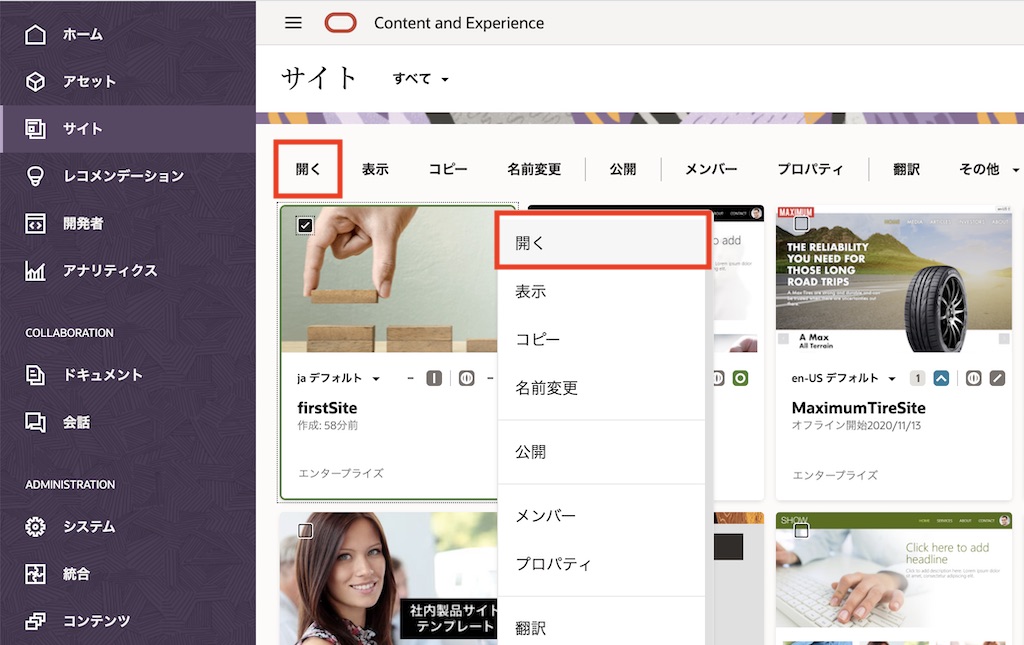 ホーム
アセット
サイト
レコメンデーション
開発者
アナリティクス
COLLABORATION
ドキュメント
会話
ADMINISTRATION
システム
統合
コンテンツ
Content and Experience
サイト すべて
開く 表示 コピー 名前変更 公開 メンバー プロパティ 翻訳 その他
ja デフォルト
firstSite
作成: 58分前
エンタープライズ
開く
表示
コピー
名前変更
公開
メンバー
プロパティ
翻訳
CONTACT
to add
MAXIMUM
THE RELIABILITY
YOU NEED FOR
THOSE LONG
ROAD TRIPS
A Max
All Terrain
en-US デフォルト 1
MaximumTireSite
オフライン開始2020/11/13
エンタープライズ
社内製品サイト
テンプレート
SHOW
HOME SERVICES ABOUT CONTACT
Click here to add
headline